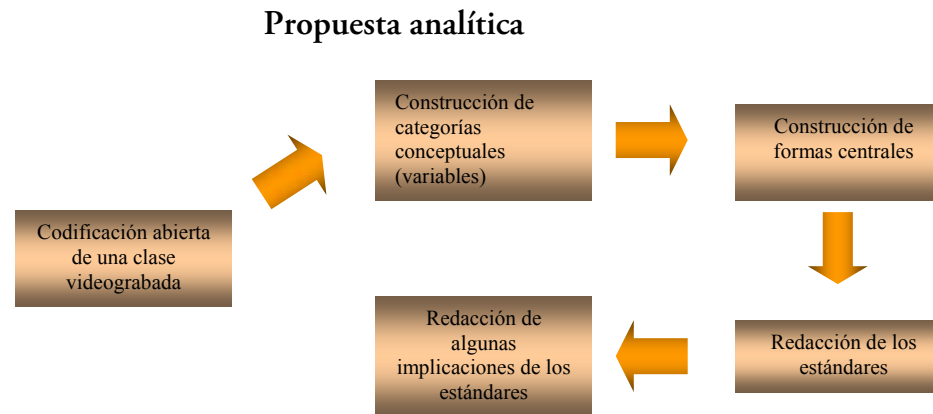 Propuesta analítica
Codificación abierta
de una clase
videograbada
Construcción de
categorías
conceptuales
(variables)
Construcción de
formas centrales
Redacción de los
estándares
Redacción de
algunas
implicaciones de los
estándares